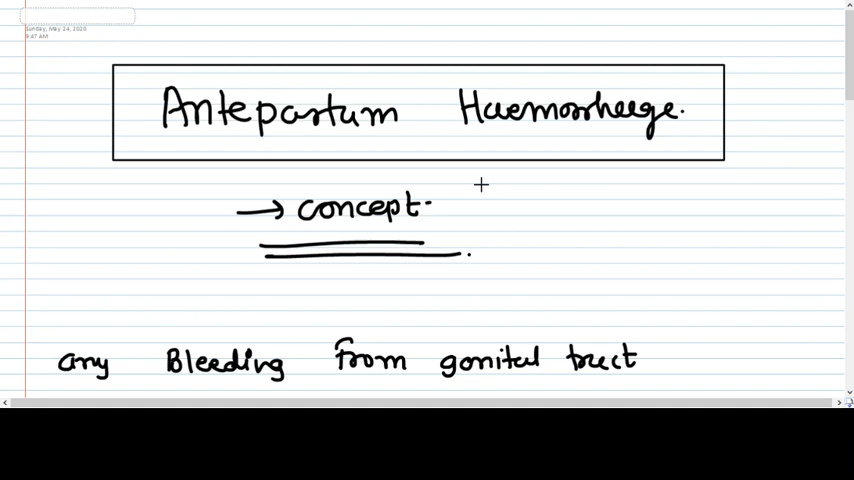 Sunday, May 24, 2020
9:47 AM
Antepartum Haemorrhage.
→ concept.
any Bleeding from genital tract